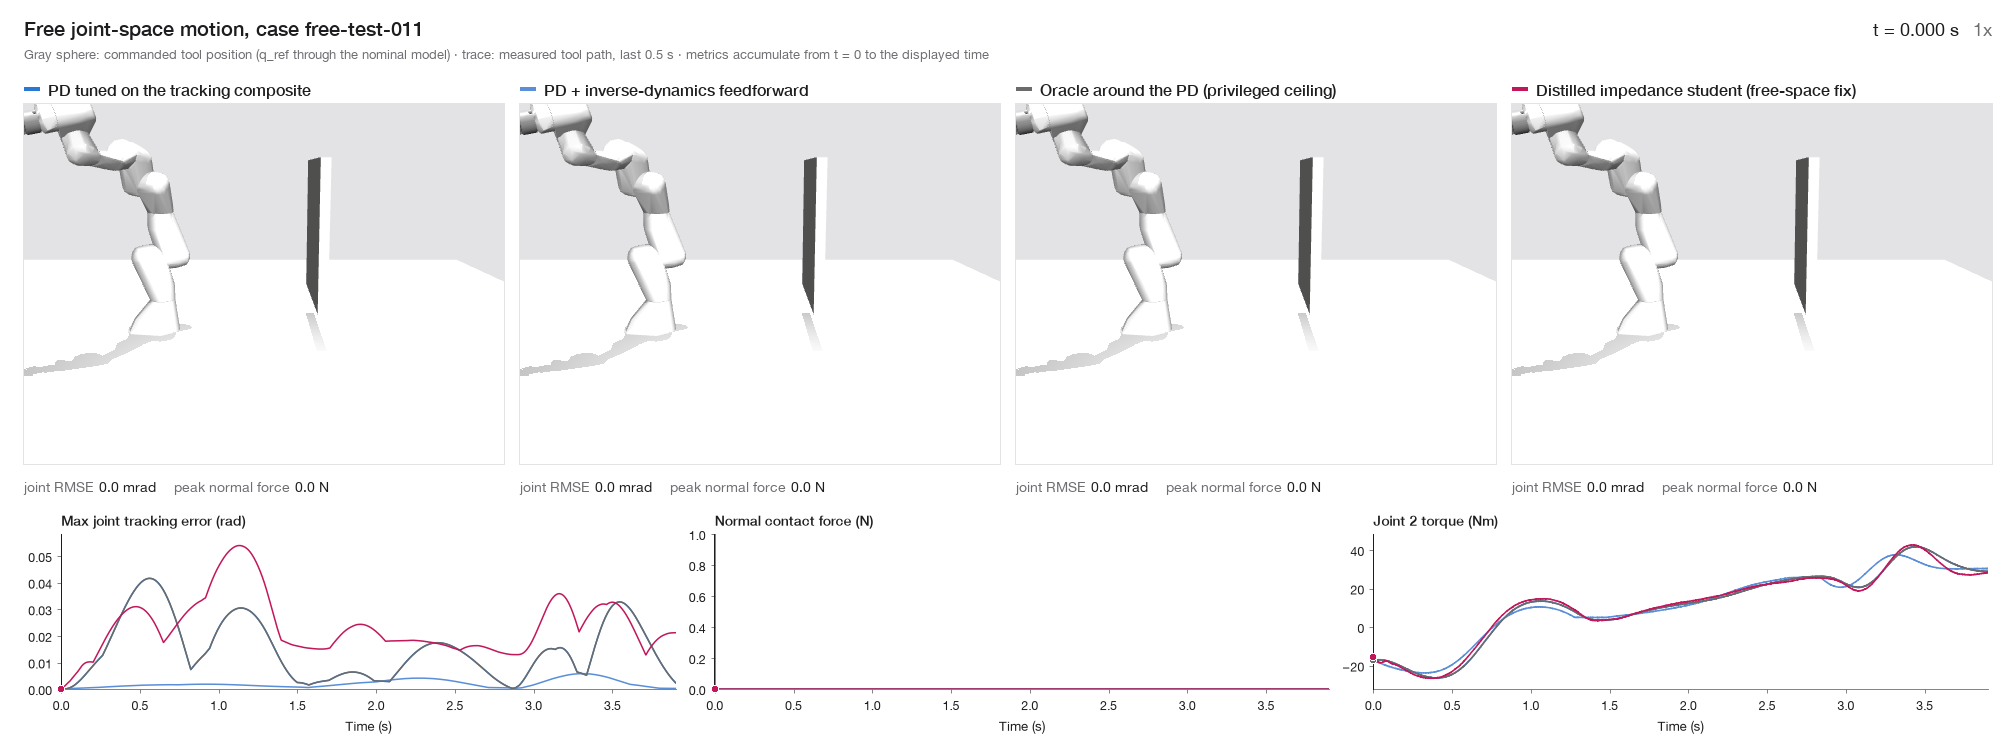 Free joint-space motion, case free-test-011
t = 0.000 s 1x
Gray sphere: commanded tool position (q_ref through the nominal model) · trace: measured tool path, last 0.5 s · metrics accumulate from t = 0 to the displayed time
PD tuned on the tracking composite
PD + inverse-dynamics feedforward
Oracle around the PD (privileged ceiling)
Distilled impedance student (free-space fix)
joint RMSE 0.0 mrad peak normal force 0.0 N
joint RMSE 0.0 mrad peak normal force 0.0 N
joint RMSE 0.0 mrad peak normal force 0.0 N
joint RMSE 0.0 mrad peak normal force 0.0 N
Max joint tracking error (rad)
0.05
0.04
0.03
0.02
0.01
0.00
0.0 0.5 1.0 1.5 2.0 2.5 3.0 3.5
Time (s)
Normal contact force (N)
1.0
0.8
0.6
0.4
0.2
0.0
0.0 0.5 1.0 1.5 2.0 2.5 3.0 3.5
Time (s)
Joint 2 torque (Nm)
40
20
0
−20
0.0 0.5 1.0 1.5 2.0 2.5 3.0 3.5
Time (s)